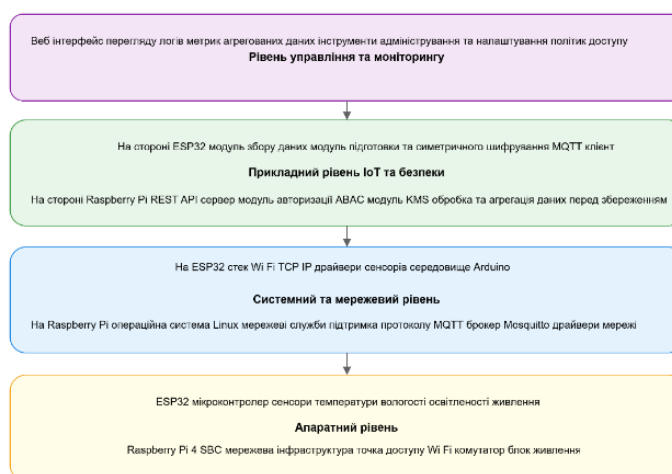 Веб інтерфейс перегляду логів метрик агрегованих даних інструменти адміністрування та налаштування політик доступу
Рівень управління та моніторингу
На стороні ESP32 модуль збору даних модуль підготовки та симетричного шифрування MQTT клієнт
Прикладний рівень IoT та безпеки
На стороні Raspberry Pi REST API сервер модуль авторизації ABAC модуль KMS обробка та агрегація даних перед збереженням
На ESP32 стек Wi Fi TCP IP драйвери сенсорів середовище Arduino
Системний та мережевий рівень
На Raspberry Pi операційна система Linux мережеві служби підтримка протоколу MQTT брокер Mosquitto драйвери мережі
ESP32 мікроконтролер сенсори температури вологості освітленості живлення
Апаратний рівень
Raspberry Pi 4 SBC мережева інфраструктура точка доступу Wi Fi комутатор блок живлення